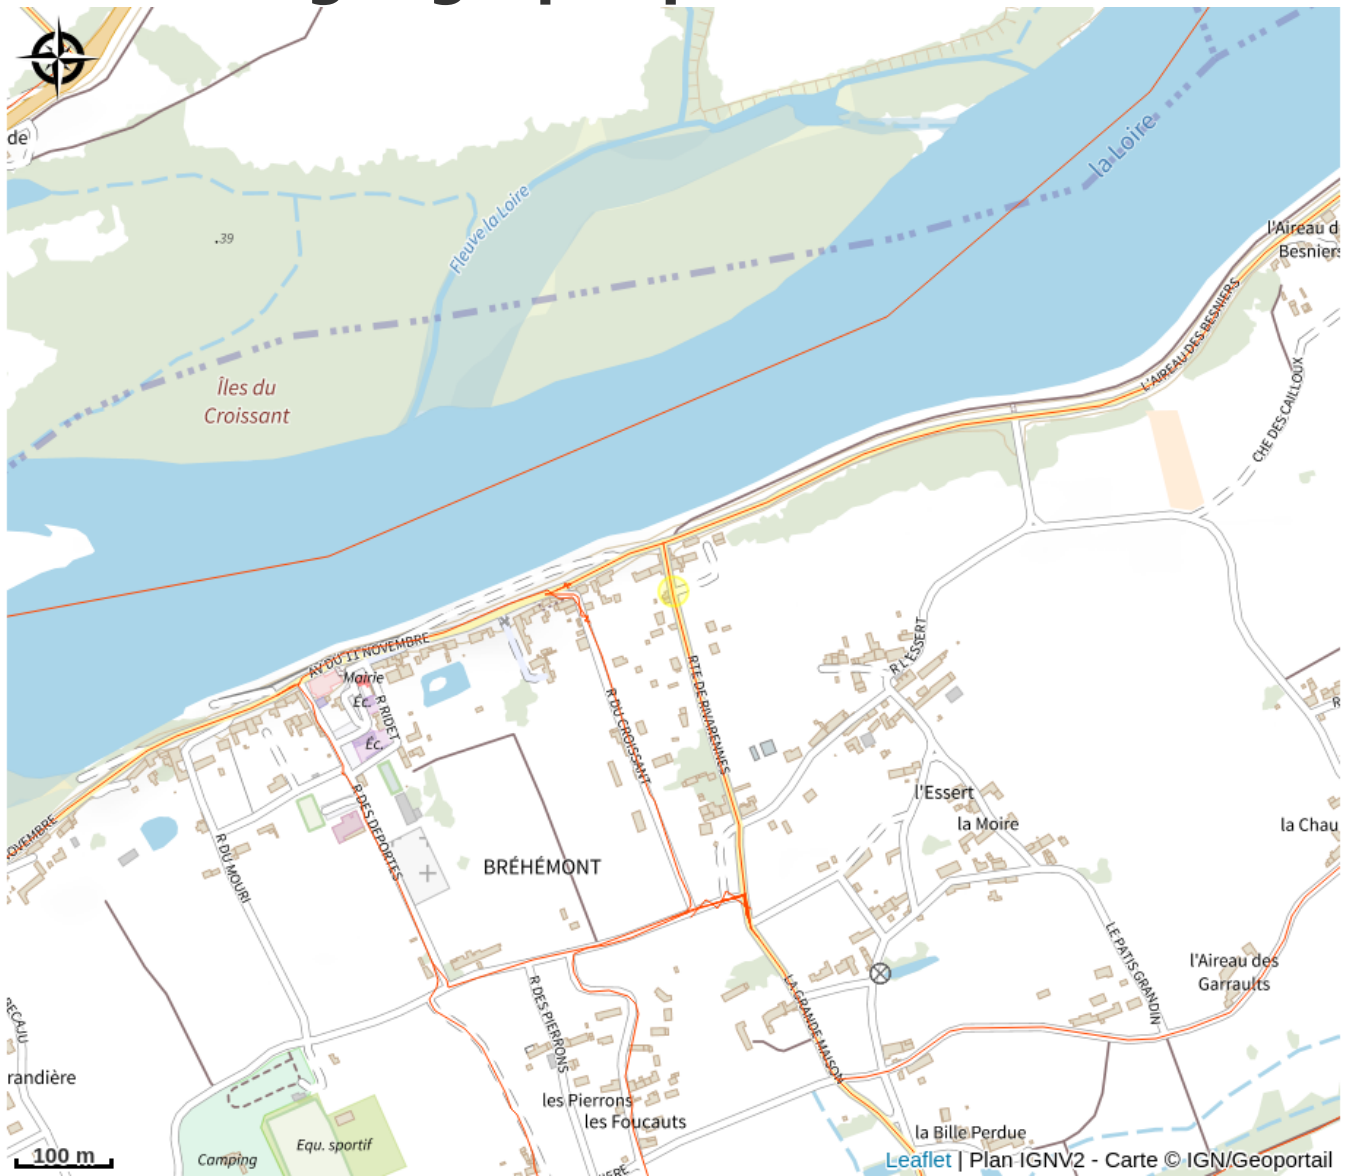 de
la Loire
Fleuve la Loire
.39
l'Aireau d
Besniers
L'AIREAU DES BESNIERS
Îles du
Croissant
CHE DES CAILLOUX
R L'ESSERT
AV DU 11 NOVEMBRE
Mairie
Éc.
R RIDET
Éc.
R DU CROISSANT
RTE DE RIVARENNES
l'Essert
la Moire
la Chau
NOVEMBRE
R DU MOURI
R DES DEPORTES
BRÉHÉMONT
LE PATIS GRANDIN
l'Aireau des
Garraults
R DES PIERRONS
LA GRANDE MAISON
RECAJU
randière
les Pierrons
les Foucauts
la Bille Perdue
Equ. sportif
Camping
100 m
Leaflet | Plan IGNV2 - Carte © IGN/Geoportail